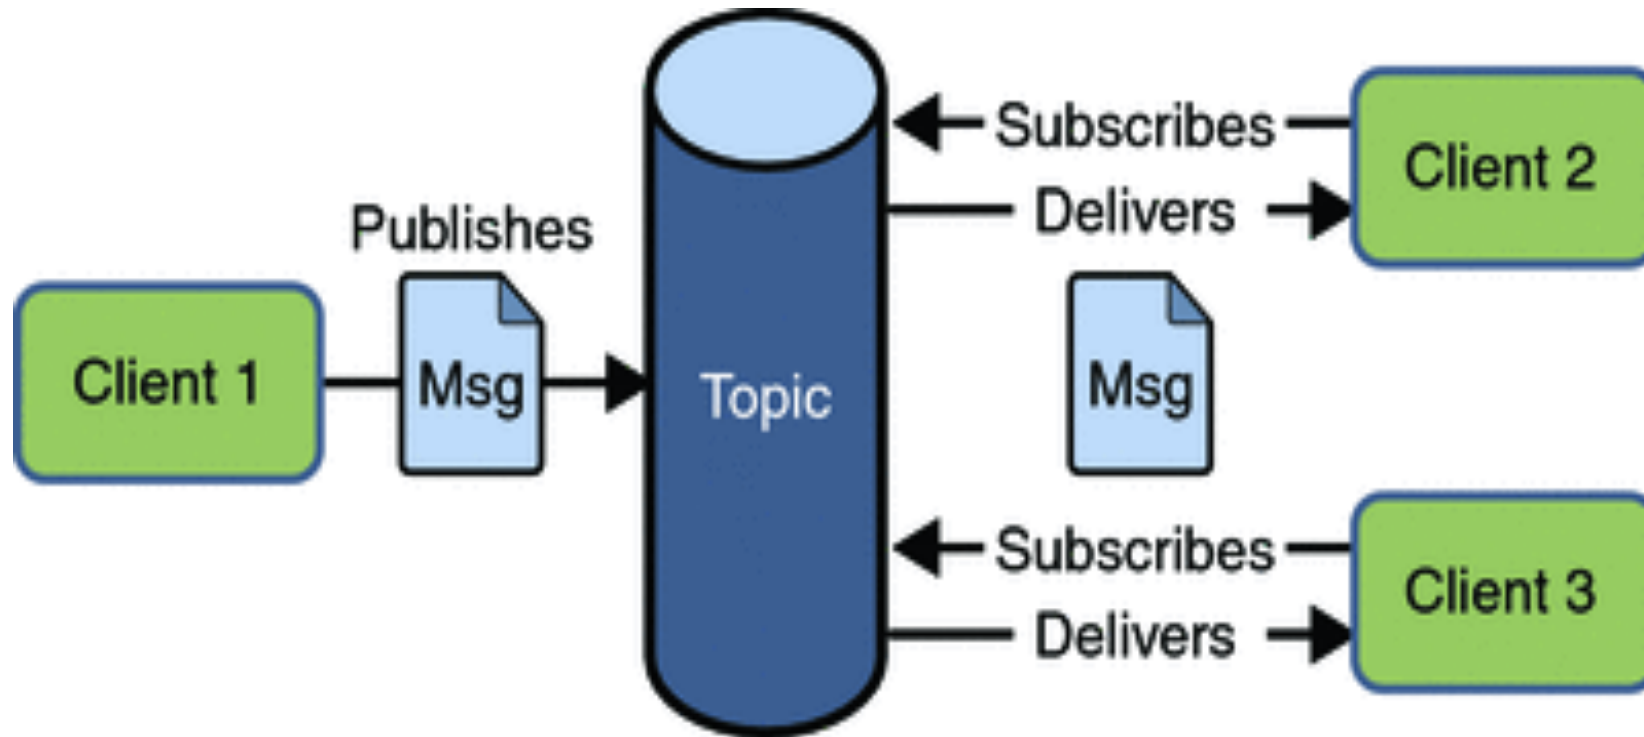 Publishes
Client 1
Msg
Topic
Subscribes
Delivers
Client 2
Msg
Subscribes
Delivers
Client 3